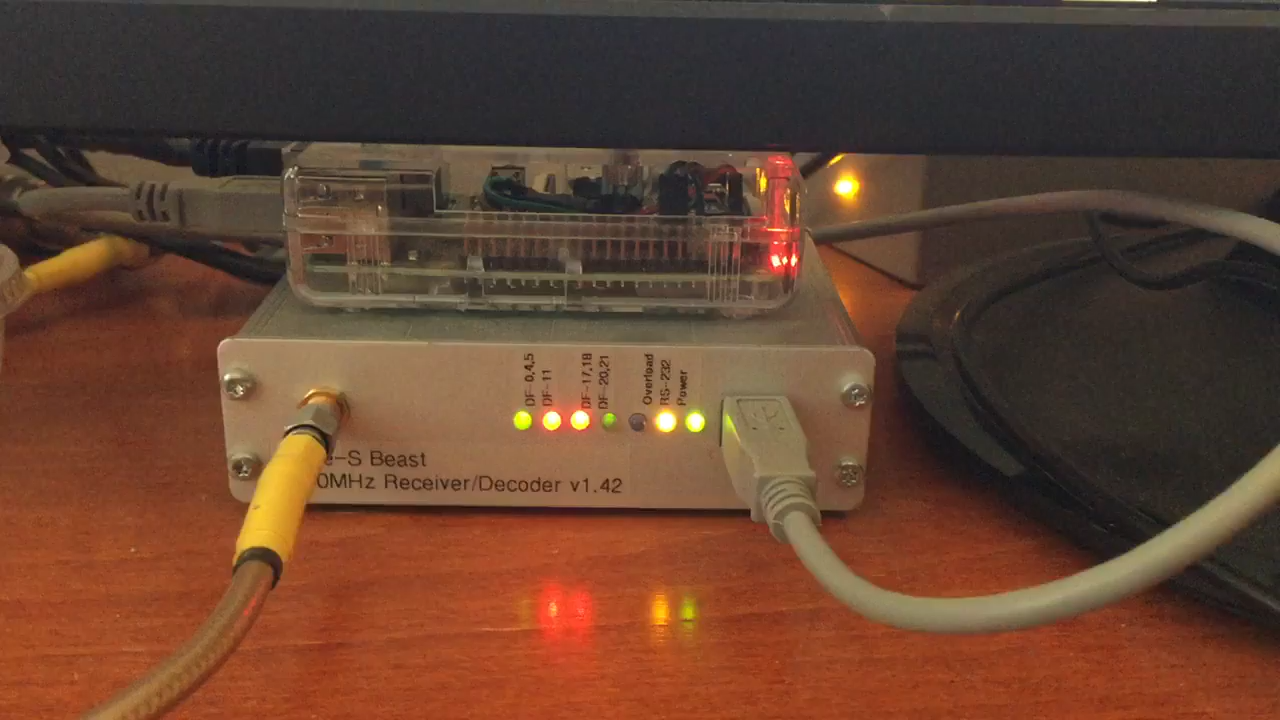 DF-0,4,5
DF-11
DF-17,18
DF-20,21
Overload
RS-232
Power
e-S Beast
0MHz Receiver/Decoder v1.42